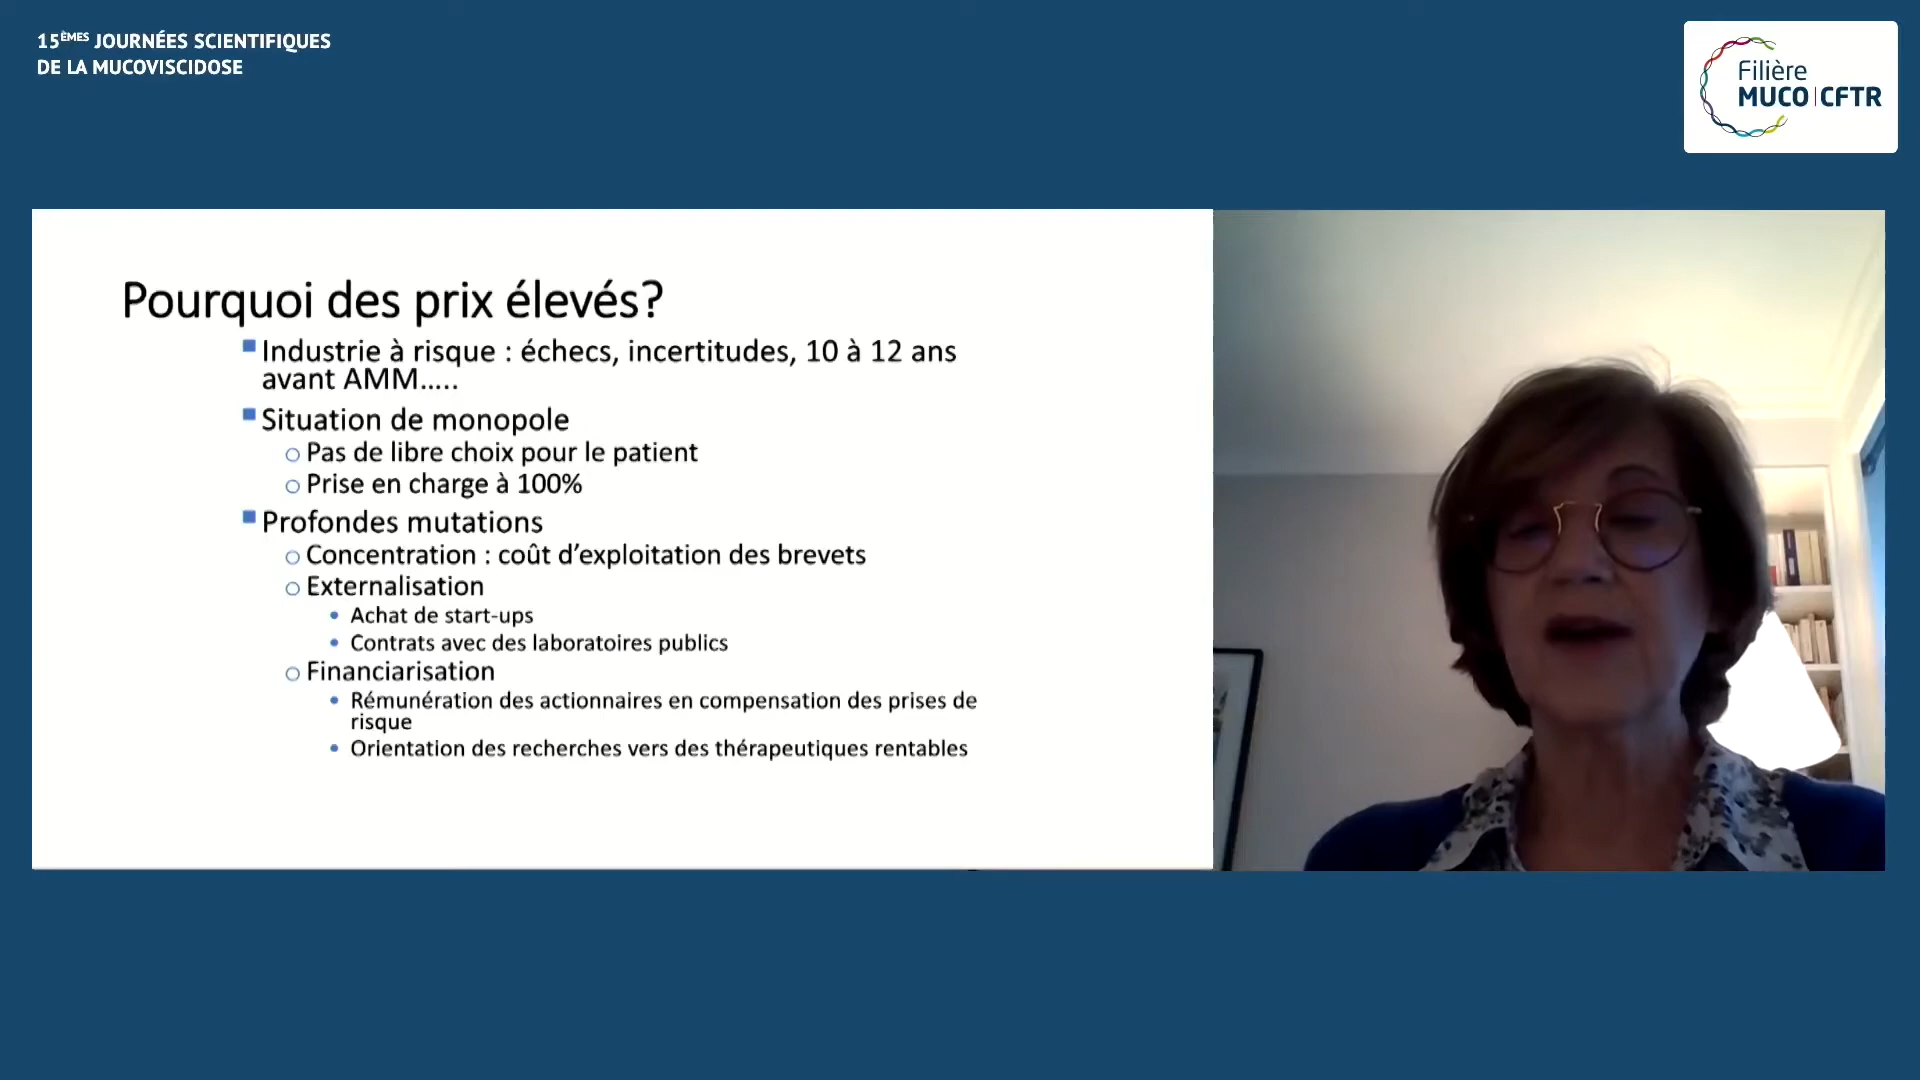 15ÈMES JOURNÉES SCIENTIFIQUES
DE LA MUCOVISCIDOSE
Filière
MUCO|CFTR
Pourquoi des prix élevés?
Industrie à risque : échecs, incertitudes, 10 à 12 ans
avant AMM.....
Situation de monopole
Pas de libre choix pour le patient
Prise en charge à 100%
Profondes mutations
Concentration : coût d’exploitation des brevets
Externalisation
Achat de start-ups
Contrats avec des laboratoires publics
Financiarisation
Rémunération des actionnaires en compensation des prises de
risque
Orientation des recherches vers des thérapeutiques rentables